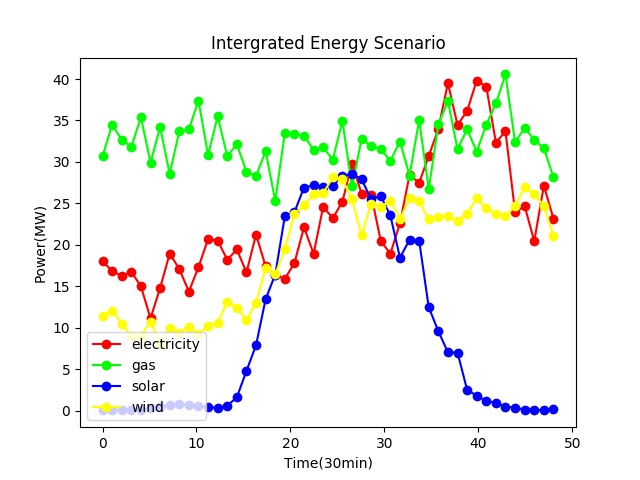 Intergrated Energy Scenario
Power(MW)
40
35
30
25
20
15
10
5
0
electricity
gas
solar
wind
0 10 20 30 40 50
Time(30min)